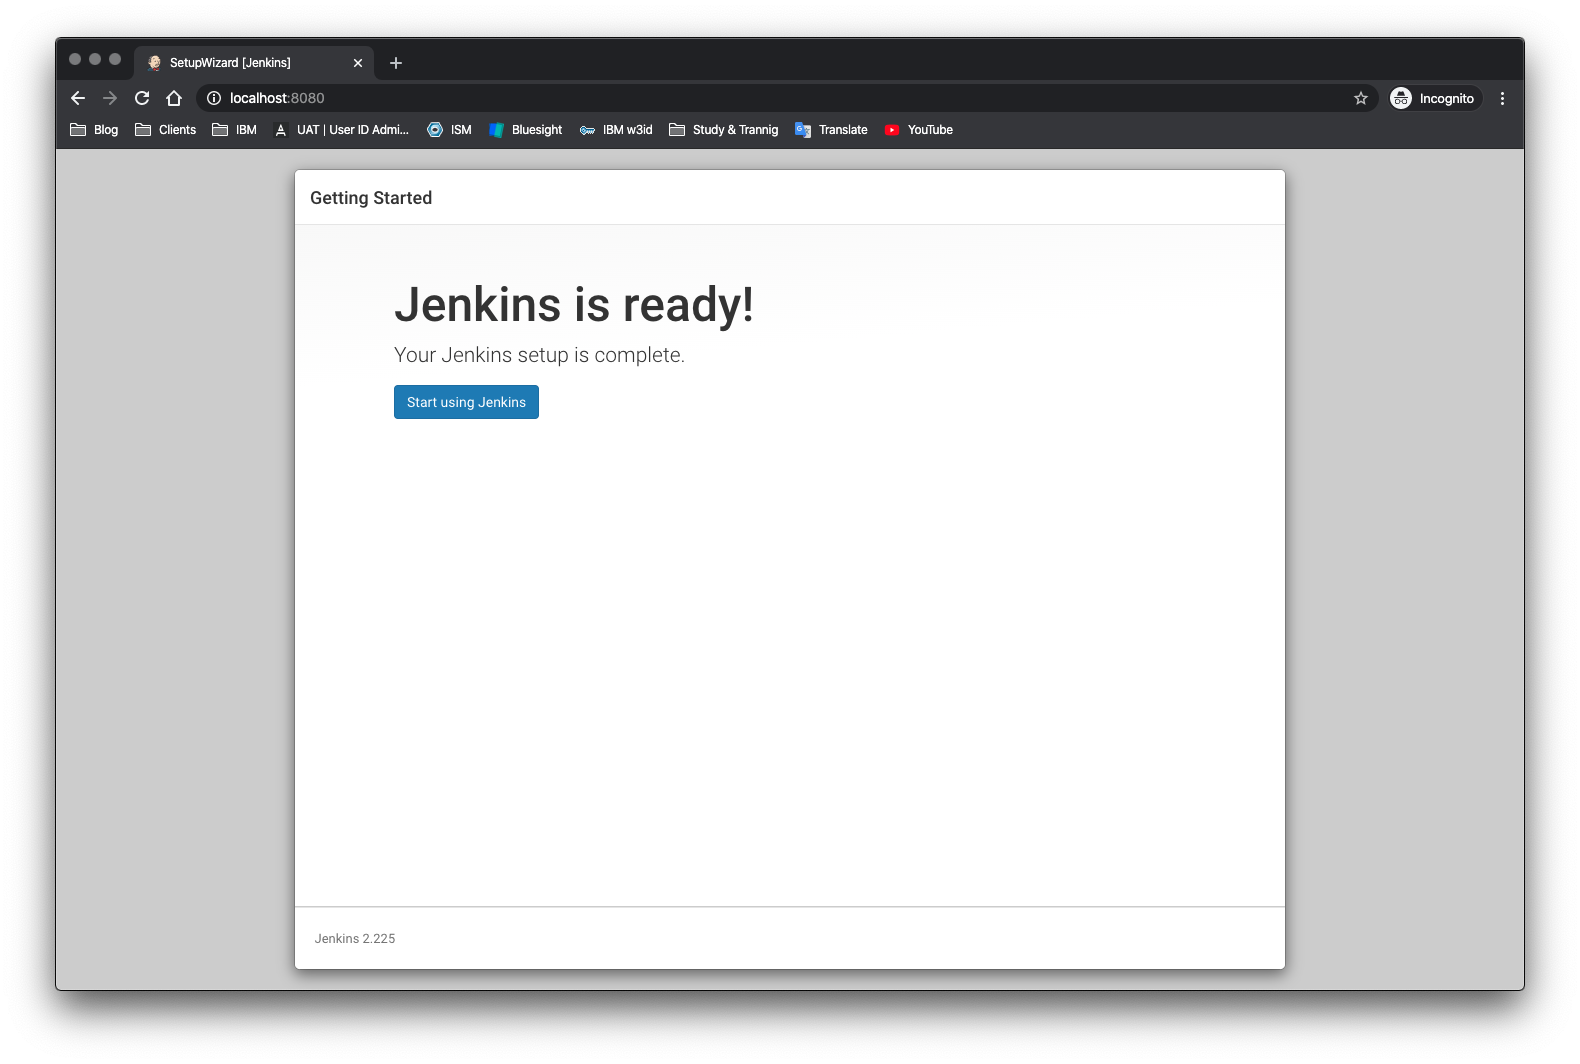 SetupWizard [Jenkins]
localhost:8080
Incognito
Blog Clients IBM UAT | User ID Admi... ISM Bluesight IBM w3id Study & Trannig Translate YouTube
Getting Started
Jenkins is ready!
Your Jenkins setup is complete.
Start using Jenkins
Jenkins 2.225